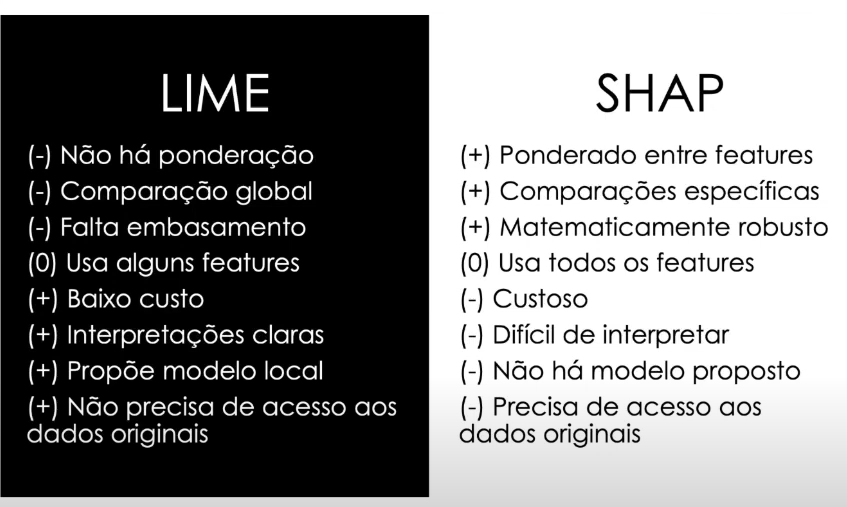 LIME
(-) Não há ponderação
(-) Comparação global
(-) Falta embasamento
(0) Usa alguns features
(+) Baixo custo
(+) Interpretações claras
(+) Propõe modelo local
(+) Não precisa de acesso aos
dados originais
SHAP
(+) Ponderado entre features
(+) Comparações específicas
(+) Matematicamente robusto
(0) Usa todos os features
(-) Custoso
(-) Difícil de interpretar
(-) Não há modelo proposto
(-) Precisa de acesso aos
dados originais